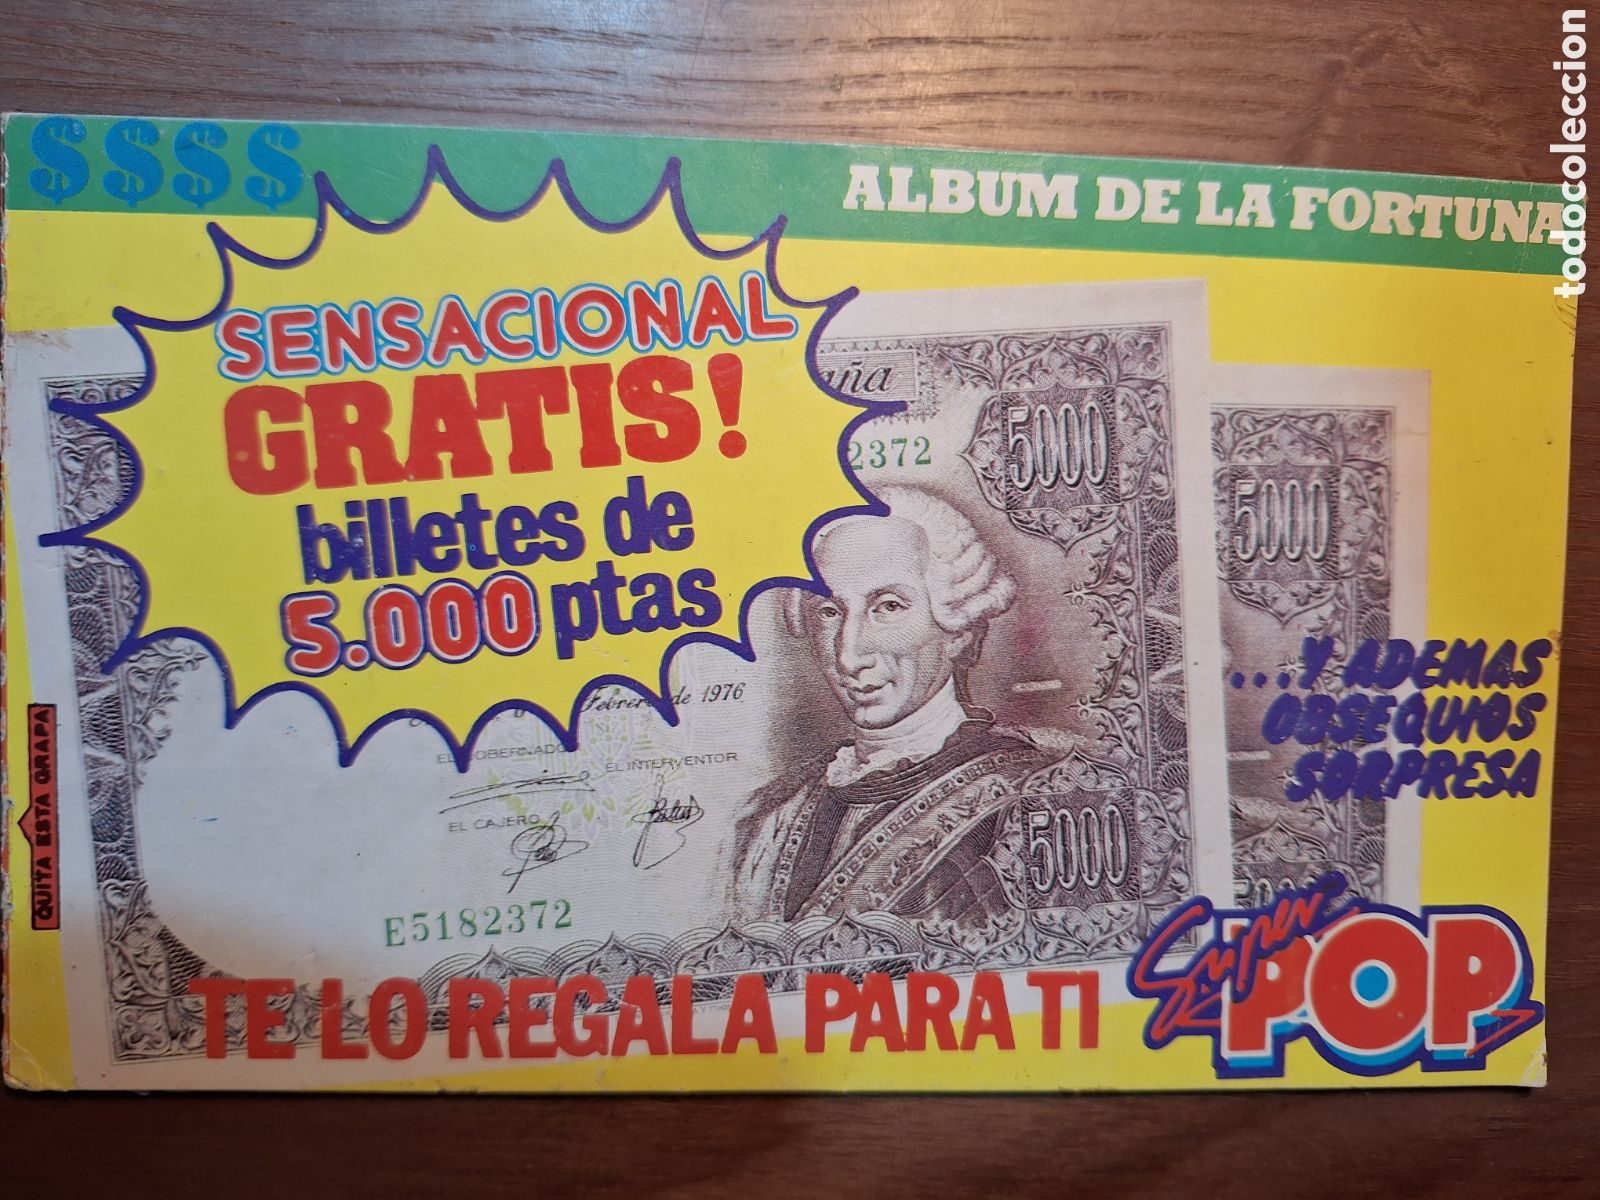 $$$$
ALBUM DE LA FORTUNA
todocoleccion
SENSACIONAL
GRATIS!
billetes de
5.000 ptas
aña
2372
5000
5000
Febrero de 1976
EL GOBERNADOR
EL INTERVENTOR
EL CAJERO
5000
E5182372
...Y ADEMAS
OBSEQUIOS
SORPRESA
QUITA ESTA GRAPA
TE LO REGALA PARA TI
Super
POP